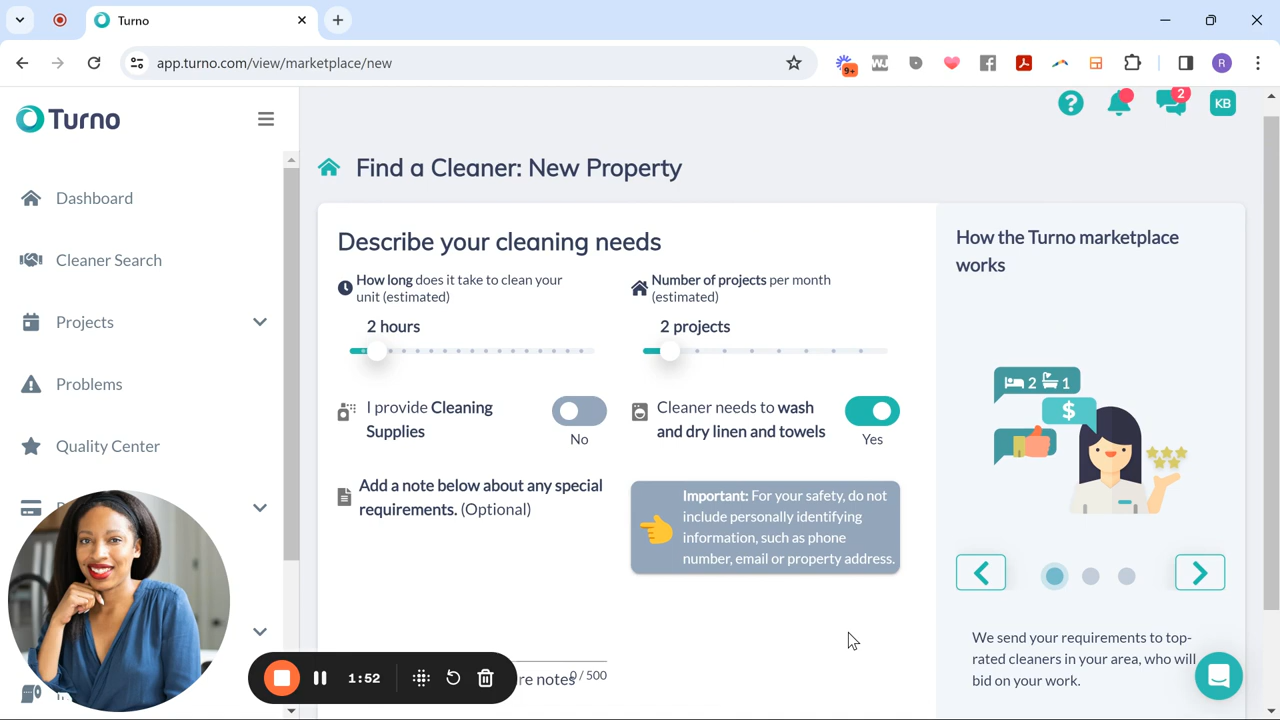 Turno
app.turno.com/view/marketplace/new
9+
WJ
R
Turno
2
KB
Dashboard
Cleaner Search
Projects
Problems
Quality Center
Find a Cleaner: New Property
Describe your cleaning needs
How long does it take to clean your
unit (estimated)
2 hours
Number of projects per month
(estimated)
2 projects
I provide Cleaning
Supplies
No
Cleaner needs to wash
and dry linen and towels
Yes
Add a note below about any special
requirements. (Optional)
Important: For your safety, do not
include personally identifying
information, such as phone
number, email or property address.
re notes
0 / 500
1:52
How the Turno marketplace
works
2 1
$
We send your requirements to top-
rated cleaners in your area, who will
bid on your work.